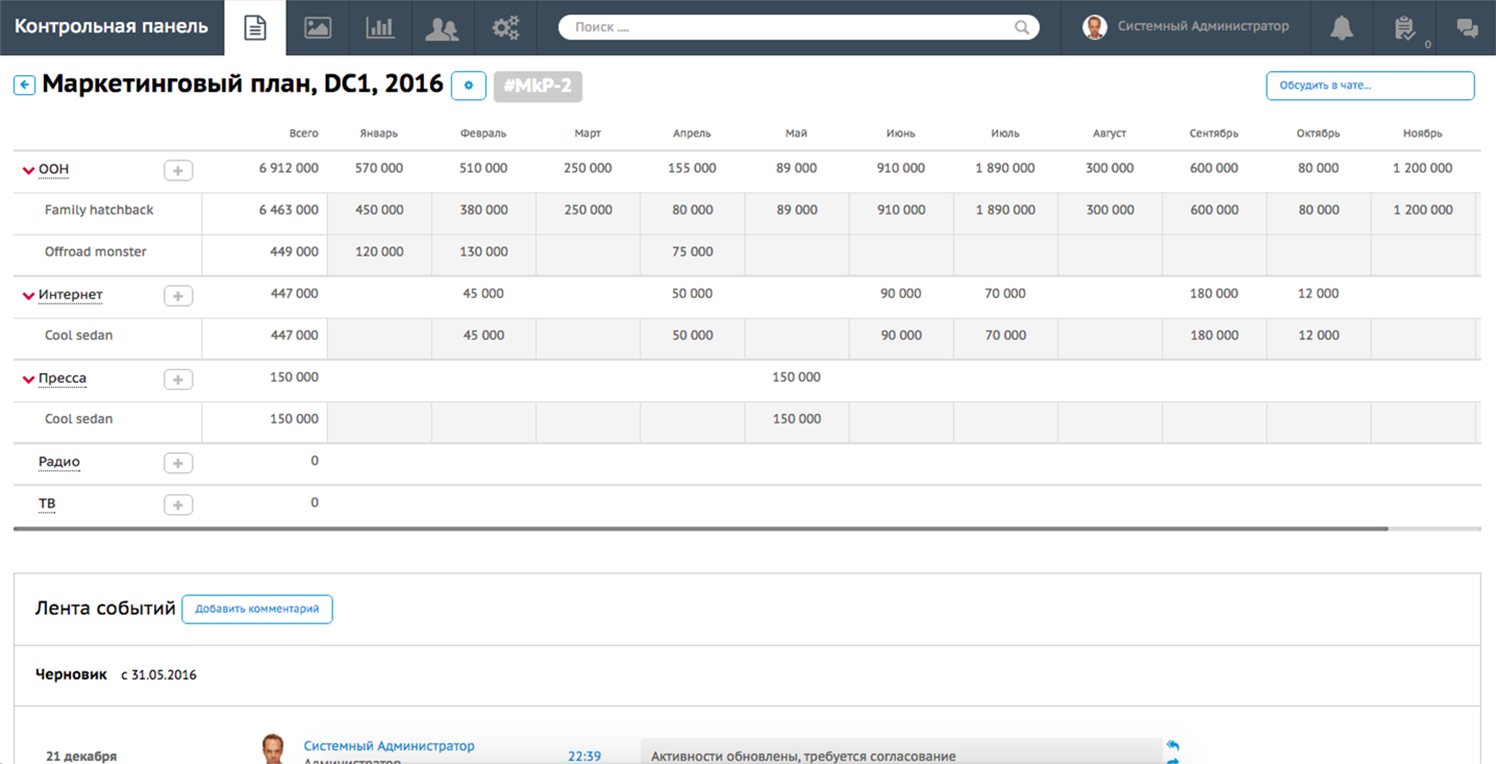 Контрольная панель
Поиск ....
Системный Администратор
0
Маркетинговый план, DC1, 2016
#MkP-2
Обсудить в чате...
Всего Январь Февраль Март Апрель Май Июнь Июль Август Сентябрь Октябрь Ноябрь
OOH 6 912 000 570 000 510 000 250 000 155 000 89 000 910 000 1 890 000 300 000 600 000 80 000 1 200 000
Family hatchback 6 463 000 450 000 380 000 250 000 80 000 89 000 910 000 1 890 000 300 000 600 000 80 000 1 200 000
Offroad monster 449 000 120 000 130 000 75 000
Интернет 447 000 45 000 50 000 90 000 70 000 180 000 12 000
Cool sedan 447 000 45 000 50 000 90 000 70 000 180 000 12 000
Пресса 150 000 150 000
Cool sedan 150 000 150 000
Радио 0
ТВ 0
Лента событий
Добавить комментарий
Черновик с 31.05.2016
21 декабря Системный Администратор 22:39 Активности обновлены, требуется согласование
Администратор